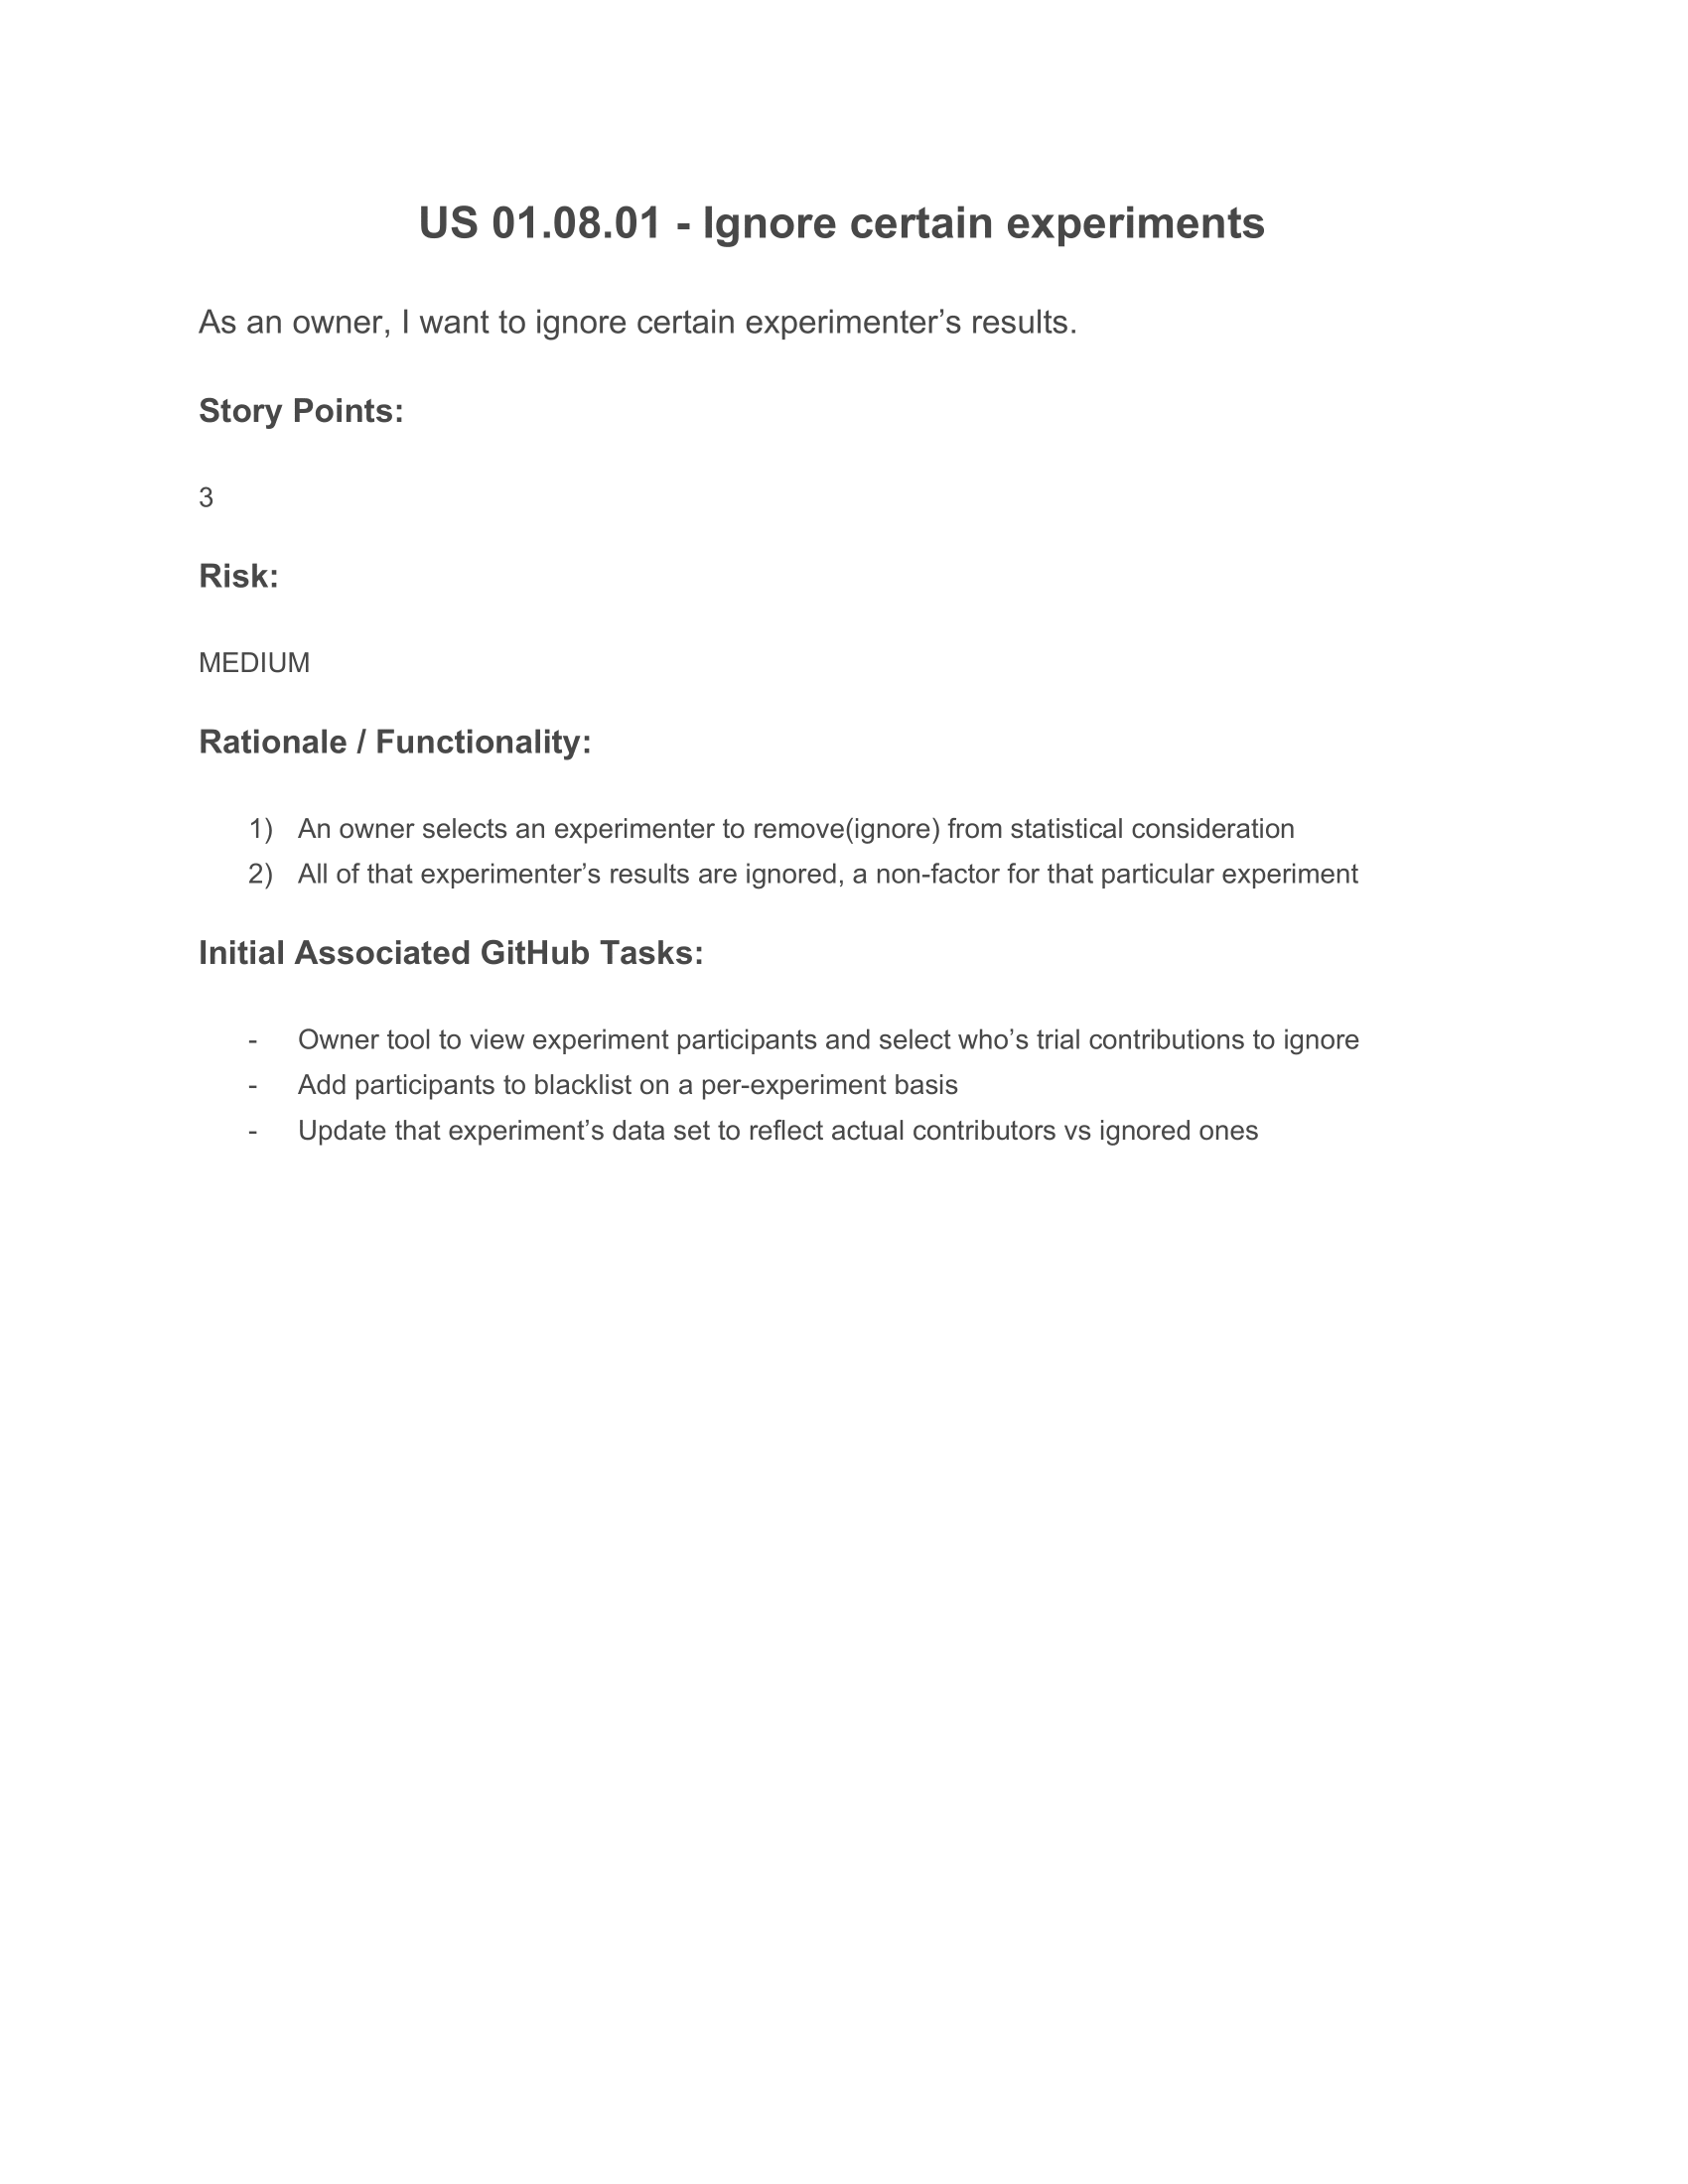 US 01.08.01 - Ignore certain experiments
As an owner, I want to ignore certain experimenter’s results.
Story Points:
3
Risk:
MEDIUM
Rationale / Functionality:
1) An owner selects an experimenter to remove(ignore) from statistical consideration
2) All of that experimenter’s results are ignored, a non-factor for that particular experiment
Initial Associated GitHub Tasks:
- Owner tool to view experiment participants and select who’s trial contributions to ignore
- Add participants to blacklist on a per-experiment basis
- Update that experiment’s data set to reflect actual contributors vs ignored ones